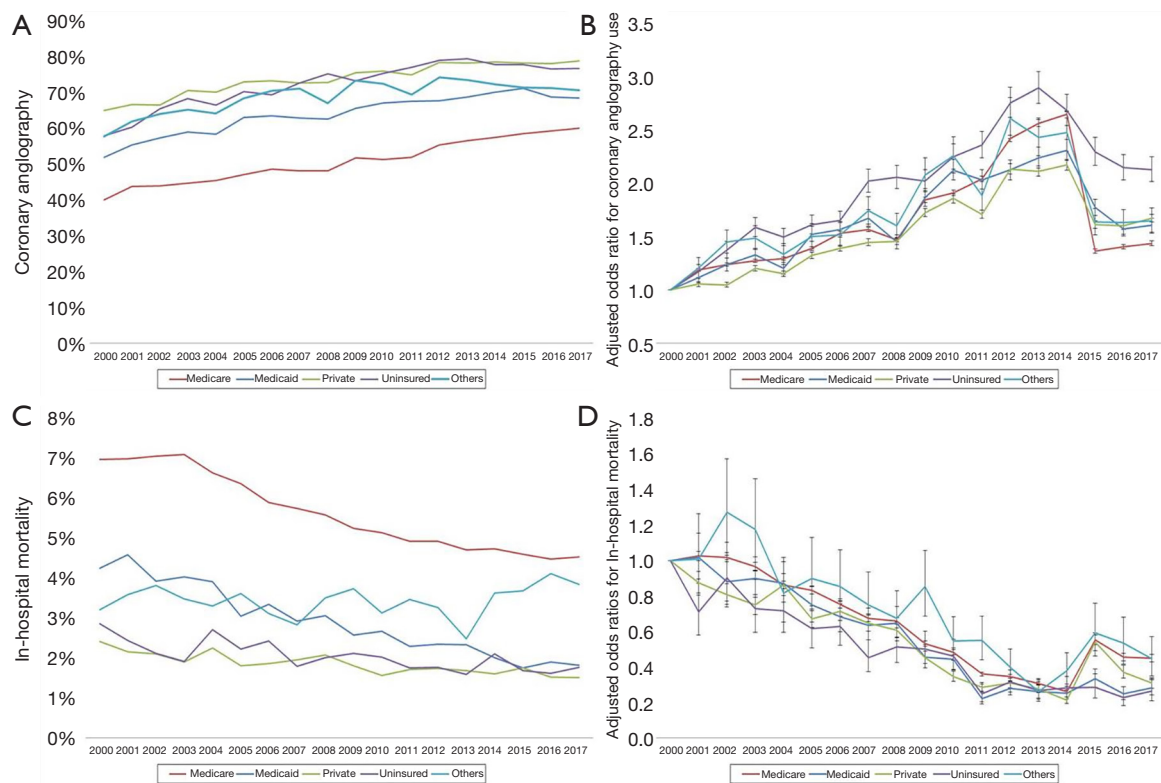 A
Coronary anglography
90%
80%
70%
60%
50%
40%
30%
20%
10%
0%
2000 2001 2002 2003 2004 2005 2006 2007 2008 2009 2010 2011 2012 2013 2014 2015 2016 2017
Medicare Medicaid Private Uninsured Others
B
Adjusted odds ratio for coronary anglography use
3.5
3.0
2.5
2.0
1.5
1.0
0.5
2000 2001 2002 2003 2004 2005 2006 2007 2008 2009 2010 2011 2012 2013 2014 2015 2016 2017
Medicare Medicaid Private Uninsured Others
C
In-hospital mortality
8%
7%
6%
5%
4%
3%
2%
1%
0%
2000 2001 2002 2003 2004 2005 2006 2007 2008 2009 2010 2011 2012 2013 2014 2015 2016 2017
Medicare Medicaid Private Uninsured Others
D
Adjusted odds ratios for In-hospital mortality
1.8
1.6
1.4
1.2
1.0
0.8
0.6
0.4
0.2
0.0
2000 2001 2002 2003 2004 2005 2006 2007 2008 2009 2010 2011 2012 2013 2014 2015 2016 2017
Medicare Medicaid Private Uninsured Others